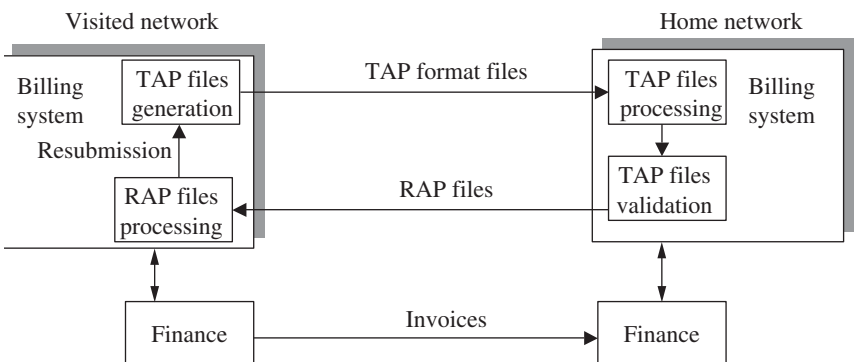 Visited network
Home network
Billing
system
TAP files
generation
TAP format files
TAP files
processing
Billing
system
Resubmission
RAP files
processing
RAP files
TAP files
validation
Finance
Invoices
Finance